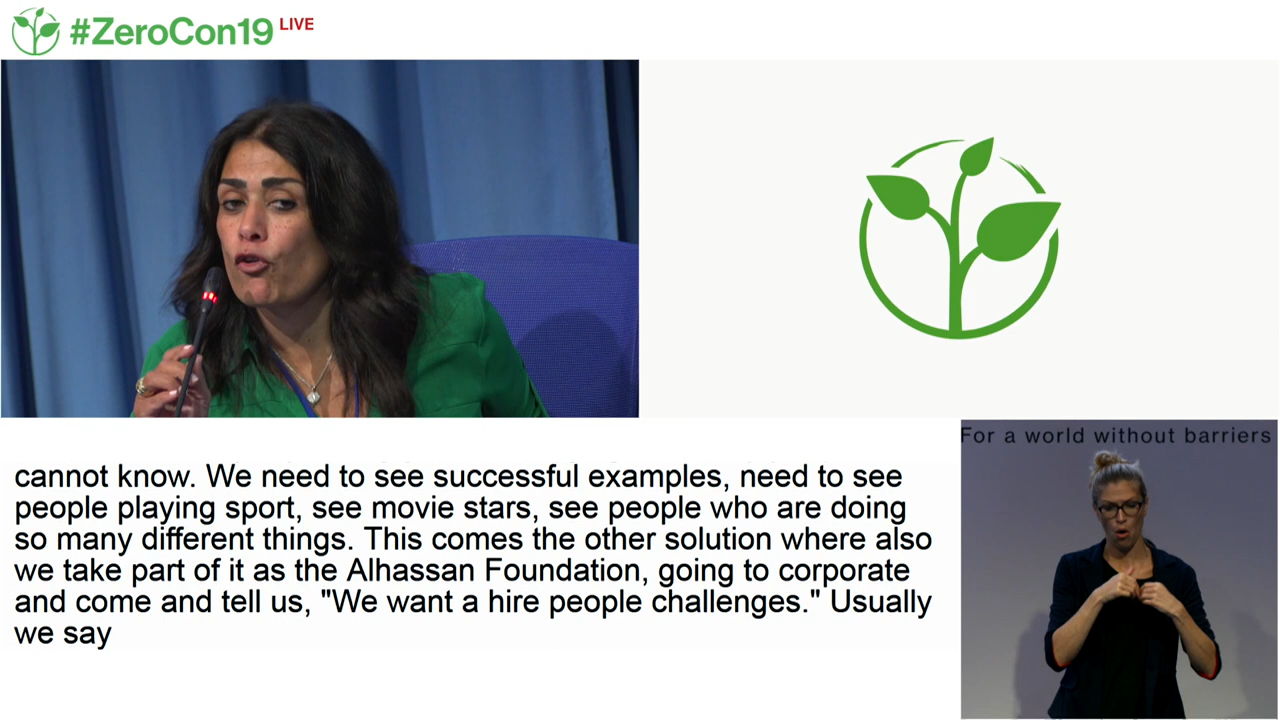 #ZeroCon19 LIVE
For a world without barriers
cannot know. We need to see successful examples, need to see
people playing sport, see movie stars, see people who are doing
so many different things. This comes the other solution where also
we take part of it as the Alhassan Foundation, going to corporate
and come and tell us, "We want a hire people challenges." Usually
we say